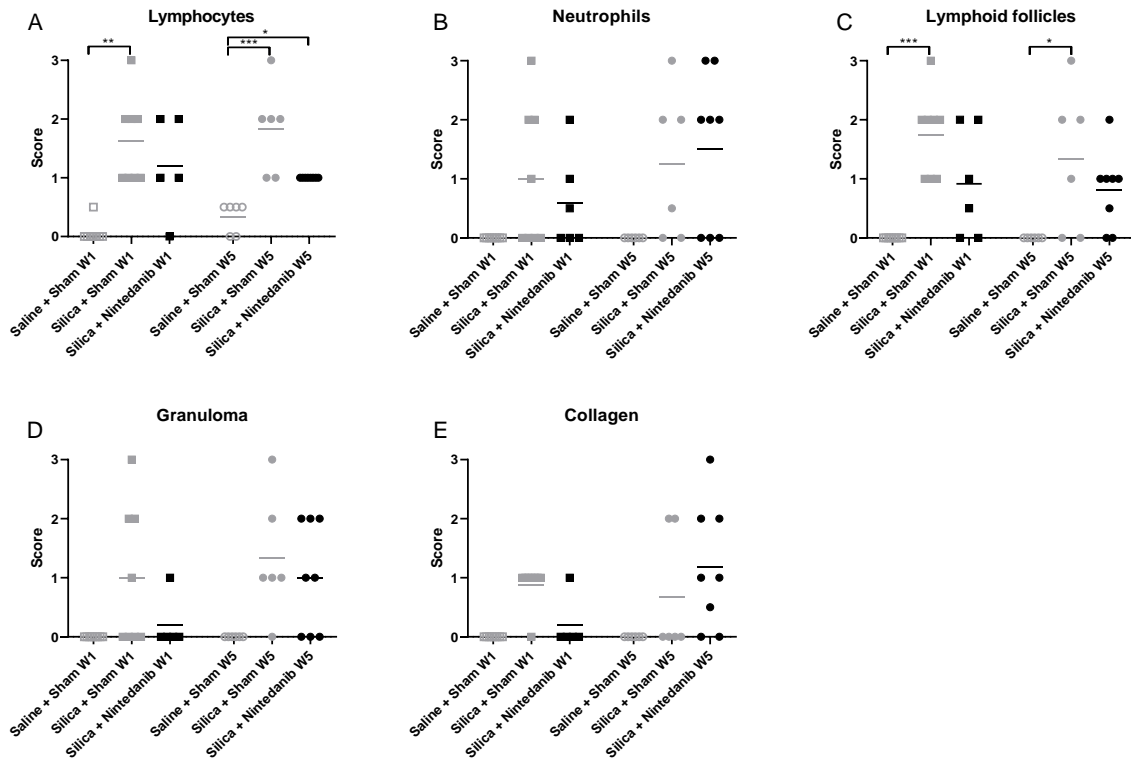 A
Lymphocytes
**
***
*
Score
3
2
1
0
Saline + Sham W1
Silica + Sham W1
Silica + Nintedanib W1
Saline + Sham W5
Silica + Sham W5
Silica + Nintedanib W5
B
Neutrophils
Score
3
2
1
0
Saline + Sham W1
Silica + Sham W1
Silica + Nintedanib W1
Saline + Sham W5
Silica + Sham W5
Silica + Nintedanib W5
C
Lymphoid follicles
***
*
Score
3
2
1
0
Saline + Sham W1
Silica + Sham W1
Silica + Nintedanib W1
Saline + Sham W5
Silica + Sham W5
Silica + Nintedanib W5
D
Granuloma
Score
3
2
1
0
Saline + Sham W1
Silica + Sham W1
Silica + Nintedanib W1
Saline + Sham W5
Silica + Sham W5
Silica + Nintedanib W5
E
Collagen
Score
3
2
1
0
Saline + Sham W1
Silica + Sham W1
Silica + Nintedanib W1
Saline + Sham W5
Silica + Sham W5
Silica + Nintedanib W5